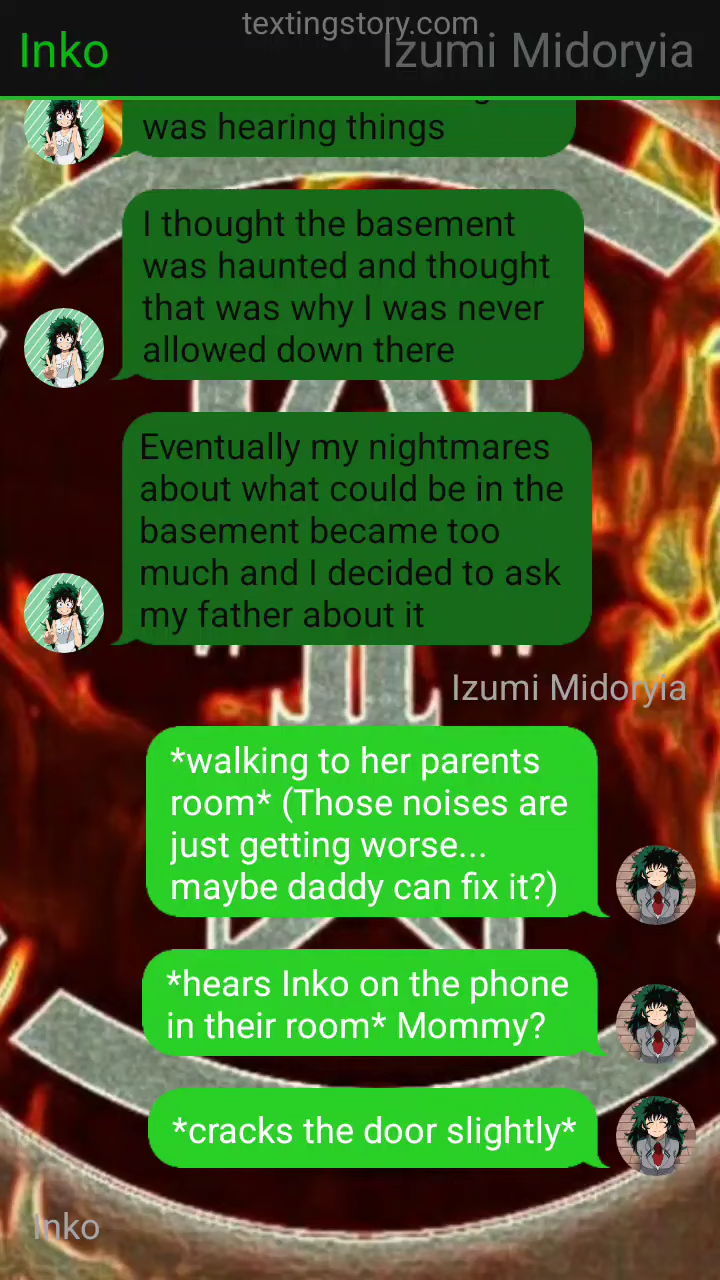 textingstory.com
Inko
Izumi Midoryia
was hearing things
I thought the basement
was haunted and thought
that was why I was never
allowed down there
Eventually my nightmares
about what could be in the
basement became too
much and I decided to ask
my father about it
Izumi Midoryia
*walking to her parents
room* (Those noises are
just getting worse...
maybe daddy can fix it?)
*hears Inko on the phone
in their room* Mommy?
*cracks the door slightly*
Inko